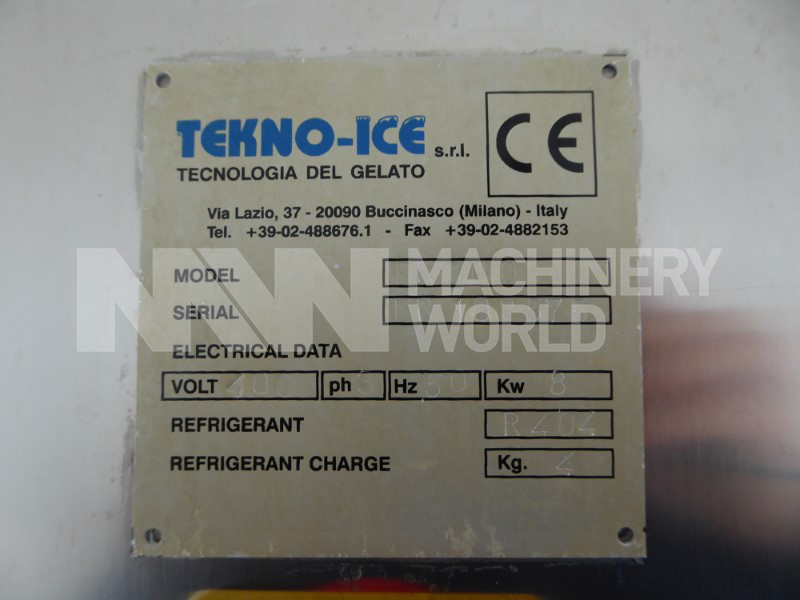 TEKNO-ICE s.r.l.
TECNOLOGIA DEL GELATO
CE
Via Lazio, 37 - 20090 Buccinasco (Milano) - Italy
Tel. +39-02-488676.1 - Fax +39-02-4882153
MODEL
SERIAL
MACHINERY
WORLD
ELECTRICAL DATA
VOLT 400 ph 3 Hz 50 Kw 8
REFRIGERANT R404
REFRIGERANT CHARGE Kg. 4